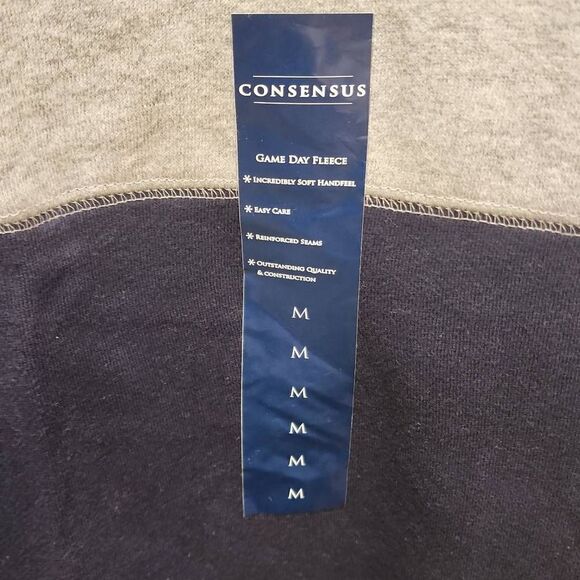 CONSENSUS
GAME DAY FLEECE
* INCREDIBLY SOFT HANDFEEL
* EASY CARE
* REINFORCED SEAMS
* OUTSTANDING QUALITY
& CONSTRUCTION
M
M
M
M
M
M